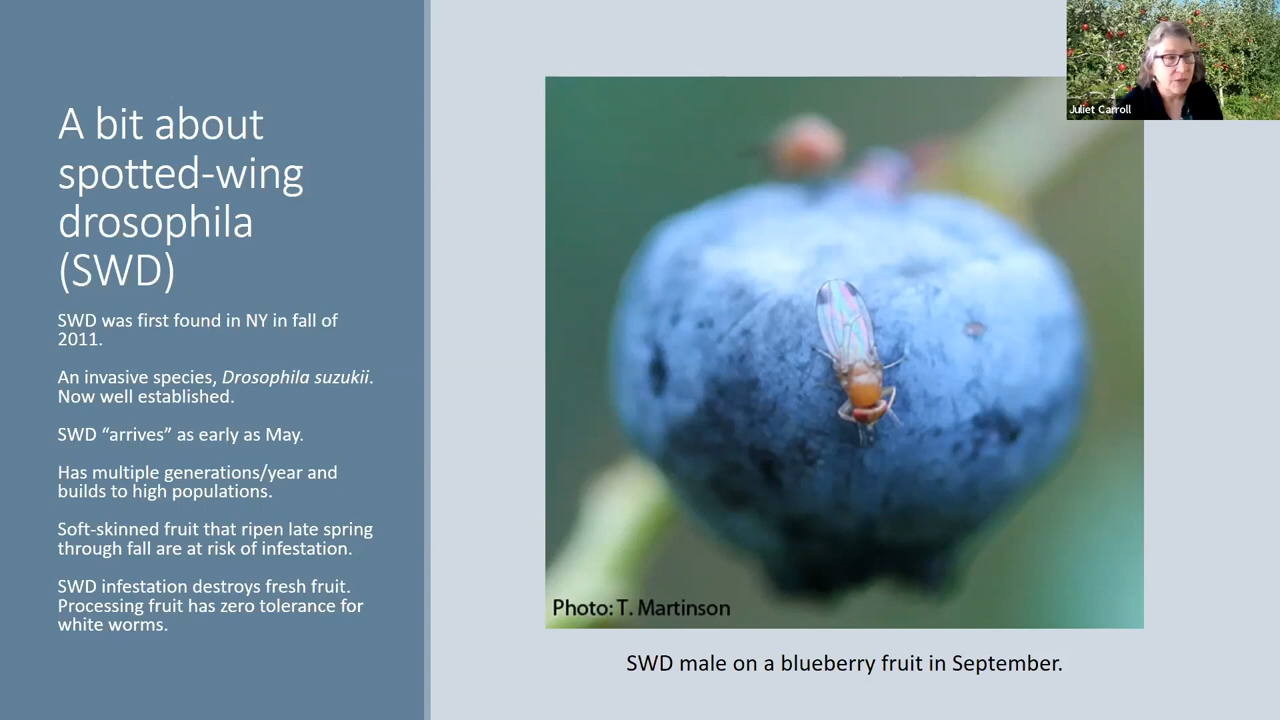 A bit about
spotted-wing
drosophila
(SWD)
SWD was first found in NY in fall of
2011.
An invasive species, Drosophila suzukii.
Now well established.
SWD “arrives” as early as May.
Has multiple generations/year and
builds to high populations.
Soft-skinned fruit that ripen late spring
through fall are at risk of infestation.
SWD infestation destroys fresh fruit.
Processing fruit has zero tolerance for
white worms.
Juliet Carroll
Photo: T. Martinson
SWD male on a blueberry fruit in September.